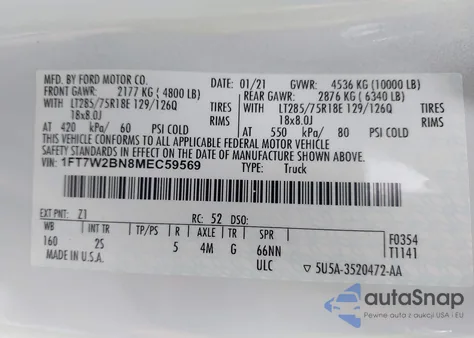 MFD. BY FORD MOTOR CO.
DATE: 01/21 GVWR: 4536 KG (10000 LB)
FRONT GAWR: 2177 KG (4800 LB) REAR GAWR: 2876 KG (6340 LB)
WITH LT285/75R18E 129/126Q TIRES WITH LT285/75R18E 129/126Q TIRES
18x8.0J RIMS 18x8.0J RIMS
AT 420 kPa/ 60 PSI COLD AT 550 kPa/ 80 PSI COLD
THIS VEHICLE CONFORMS TO ALL APPLICABLE FEDERAL MOTOR VEHICLE
SAFETY STANDARDS IN EFFECT ON THE DATE OF MANUFACTURE SHOWN ABOVE.
VIN: 1FT7W2BN8MEC59569 TYPE: Truck
EXT PNT: Z1 RC: 52 DSO:
WB INT TR TP/PS R AXLE TR SPR
160 2S 5 4M G 66NN
MADE IN U.S.A. ULC
F0354
T1141
▽ 5U5A-3520472-AA
autoSnap
Pewne auto z USA i EU